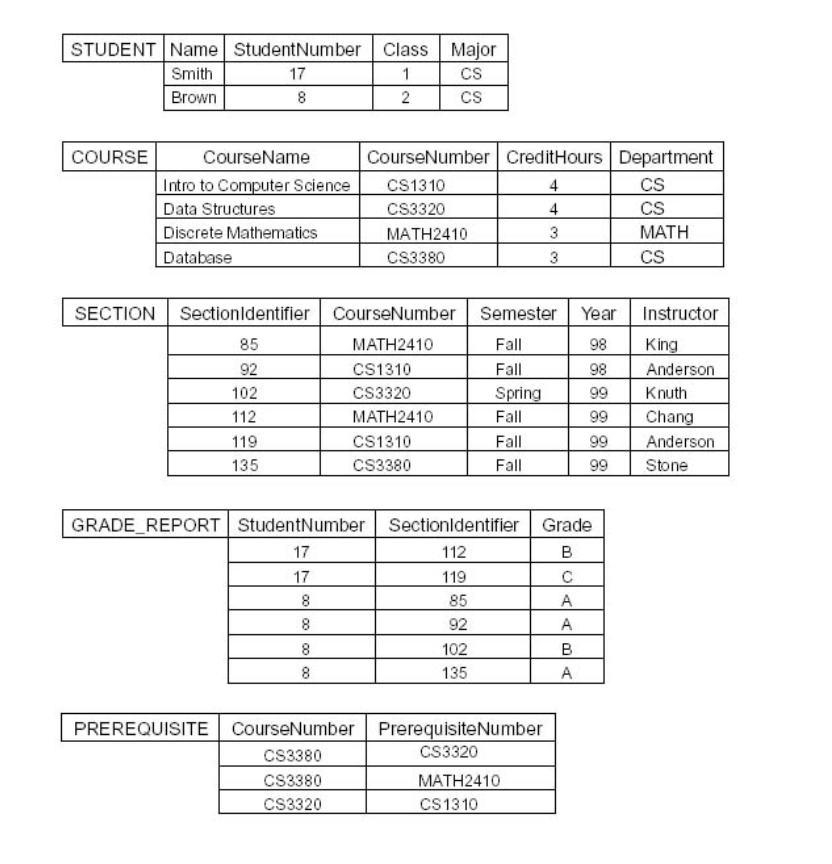 STUDENT Name StudentNumber Class Major
Smith 17 1 CS
Brown 8 2 CS
COURSE CourseName CourseNumber CreditHours Department
Intro to Computer Science CS1310 4 CS
Data Structures CS3320 4 CS
Discrete Mathematics MATH2410 3 MATH
Database CS3380 3 CS
SECTION SectionIdentifier CourseNumber Semester Year Instructor
85 MATH2410 Fall 98 King
92 CS1310 Fall 98 Anderson
102 CS3320 Spring 99 Knuth
112 MATH2410 Fall 99 Chang
119 CS1310 Fall 99 Anderson
135 CS3380 Fall 99 Stone
GRADE_REPORT StudentNumber SectionIdentifier Grade
17 112 B
17 119 C
8 85 A
8 92 A
8 102 B
8 135 A
PREREQUISITE CourseNumber PrerequisiteNumber
CS3380 CS3320
CS3380 MATH2410
CS3320 CS1310